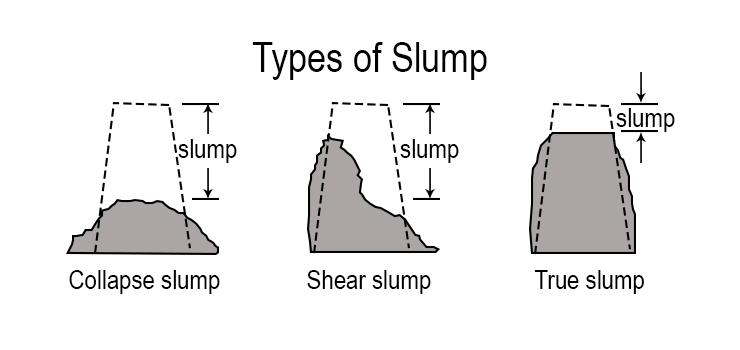 Types of Slump
slump
slump
slump
Collapse slump
Shear slump
True slump